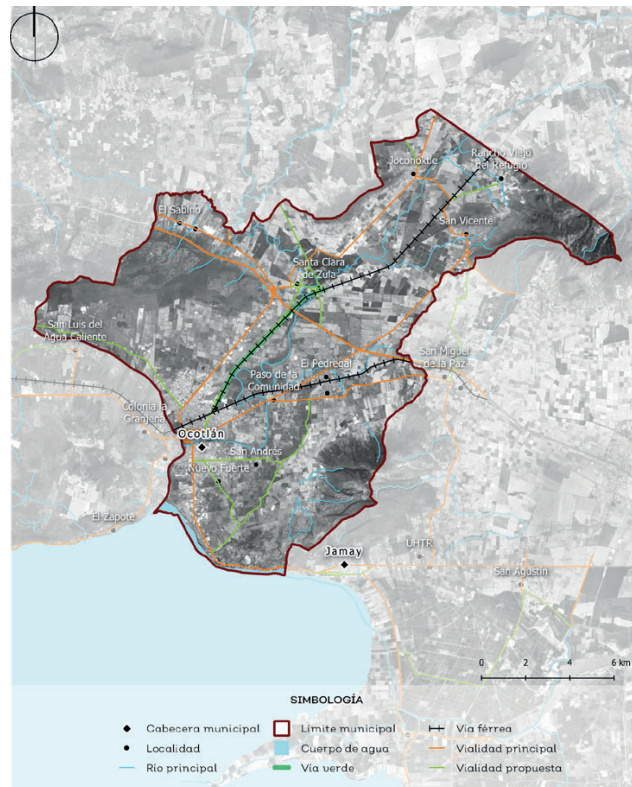 Joconoxtle
Rancho Viejo
del Refugio
El Sabino
San Vicente
Santa Clara
de Zula
San Luis del
Agua Caliente
El Pedregal
San Miguel
de la Paz
Paso de la
Comunidad
Colonia la
Granjena
Ocotlán
San Andrés
Nuevo Fuerte
El Zapote
UHTR
Jamay
San Agustín
0 2 4 6 km
SIMBOLOGÍA
Cabecera municipal
Límite municipal
Vía férrea
Localidad
Cuerpo de agua
Vialidad principal
Río principal
Vía verde
Vialidad propuesta